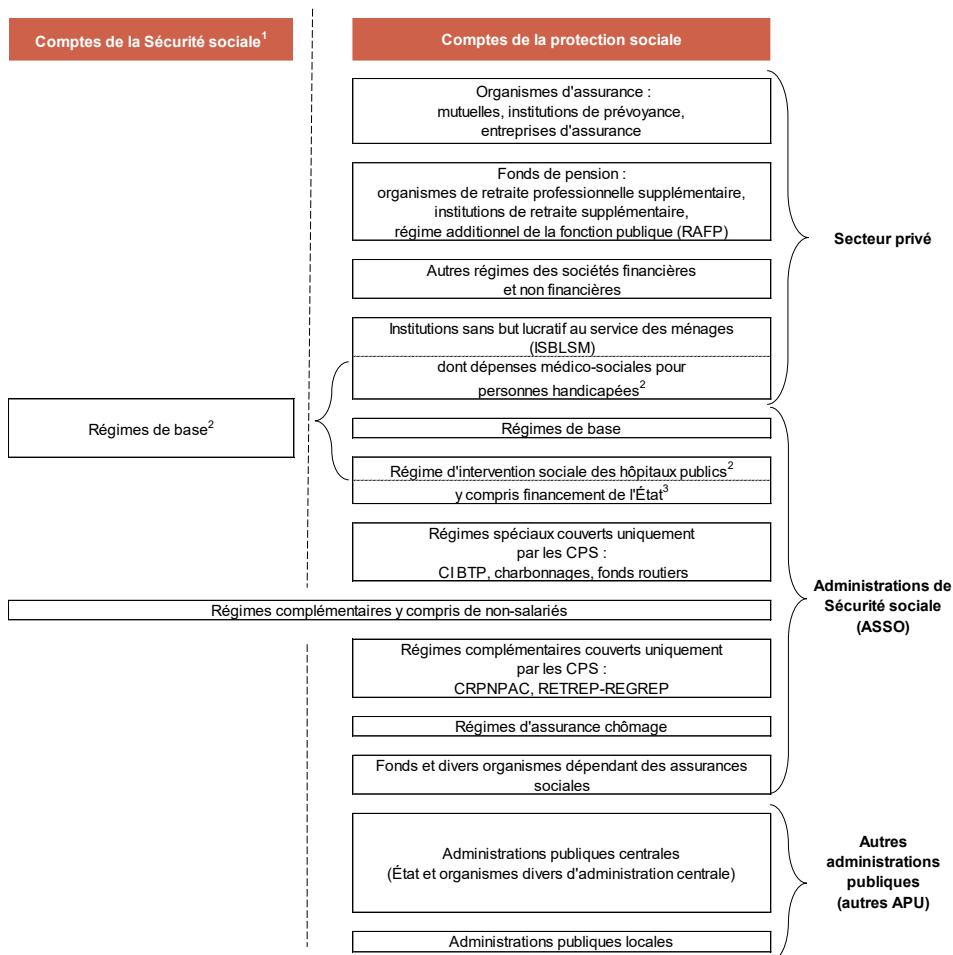 Comptes de la Sécurité sociale¹
Comptes de la protection sociale
Organismes d'assurance :
mutuelles, institutions de prévoyance,
entreprises d'assurance
Fonds de pension :
organismes de retraite professionnelle supplémentaire,
institutions de retraite supplémentaire,
régime additionnel de la fonction publique (RAFP)
Secteur privé
Autres régimes des sociétés financières
et non financières
Institutions sans but lucratif au service des ménages
(ISBLSM)
dont dépenses médico-sociales pour
personnes handicapées²
Régimes de base²
Régimes de base
Régime d'intervention sociale des hôpitaux publics²
y compris financement de l'État³
Régimes spéciaux couverts uniquement
par les CPS :
CIBTP, charbonnages, fonds routiers
Administrations de
Sécurité sociale
(ASSO)
Régimes complémentaires y compris de non-salariés
Régimes complémentaires couverts uniquement
par les CPS :
CRPNPAC, RETREP-REGREP
Régimes d'assurance chômage
Fonds et divers organismes dépendant des assurances
sociales
Administrations publiques centrales
(État et organismes divers d'administration centrale)
Autres
administrations
publiques
(autres APU)
Administrations publiques locales